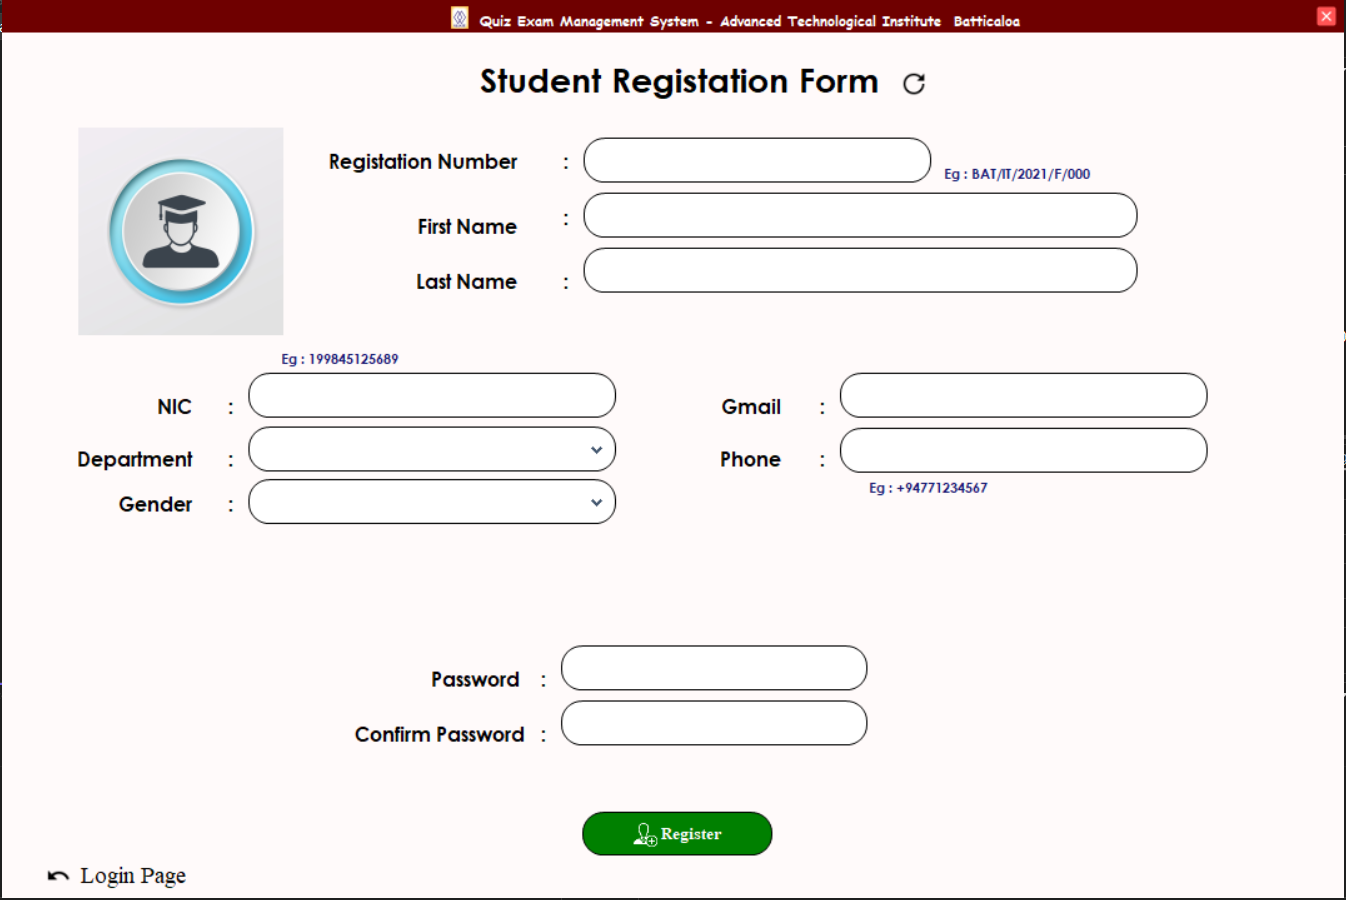 Quiz Exam Management System - Advanced Technological Institute Batticaloa
Student Registation Form
Registation Number :
Eg : BAT/IT/2021/F/000
First Name :
Last Name :
Eg : 199845125689
NIC :
Gmail :
Department :
Phone :
Eg : +94771234567
Gender :
Password :
Confirm Password :
Register
Login Page